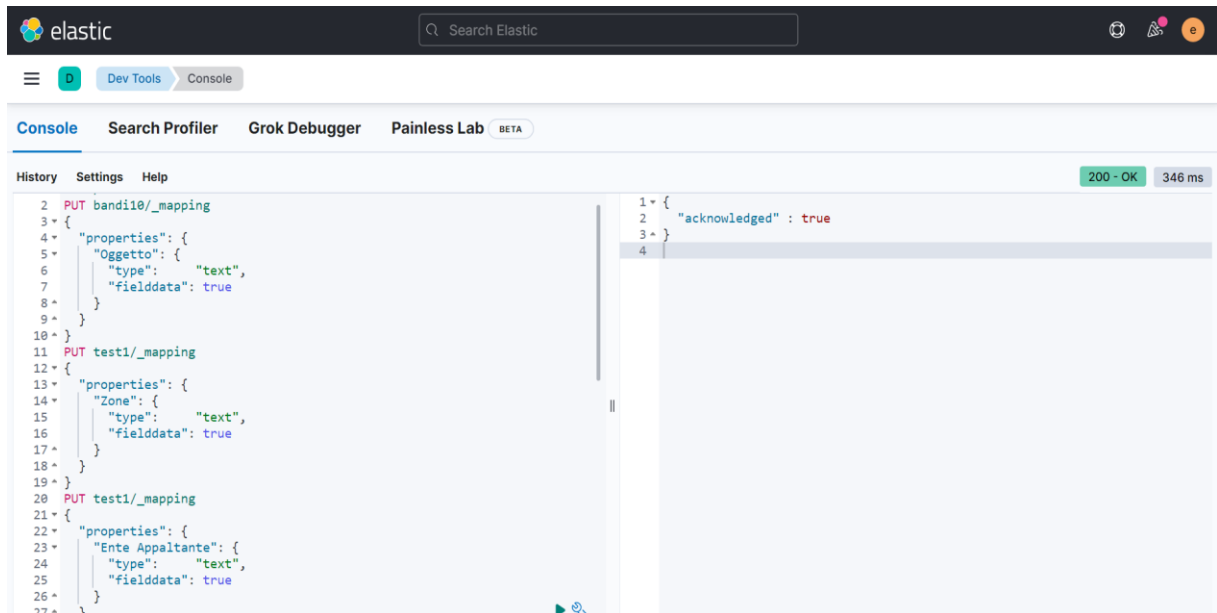 elastic
Search Elastic
e
D
Dev Tools
Console
Console
Search Profiler
Grok Debugger
Painless Lab
BETA
History
Settings
Help
200 - OK
346 ms
2 PUT bandi10/_mapping
3 {
4 "properties": {
5 "Oggetto": {
6 "type":     "text",
7 "fielddata": true
8 }
9 }
10 }
11 PUT test1/_mapping
12 {
13 "properties": {
14 "Zone": {
15 "type":     "text",
16 "fielddata": true
17 }
18 }
19 }
20 PUT test1/_mapping
21 {
22 "properties": {
23 "Ente Appaltante": {
24 "type":     "text",
25 "fielddata": true
26 }
27 }
1 {
2 "acknowledged" : true
3 }
4